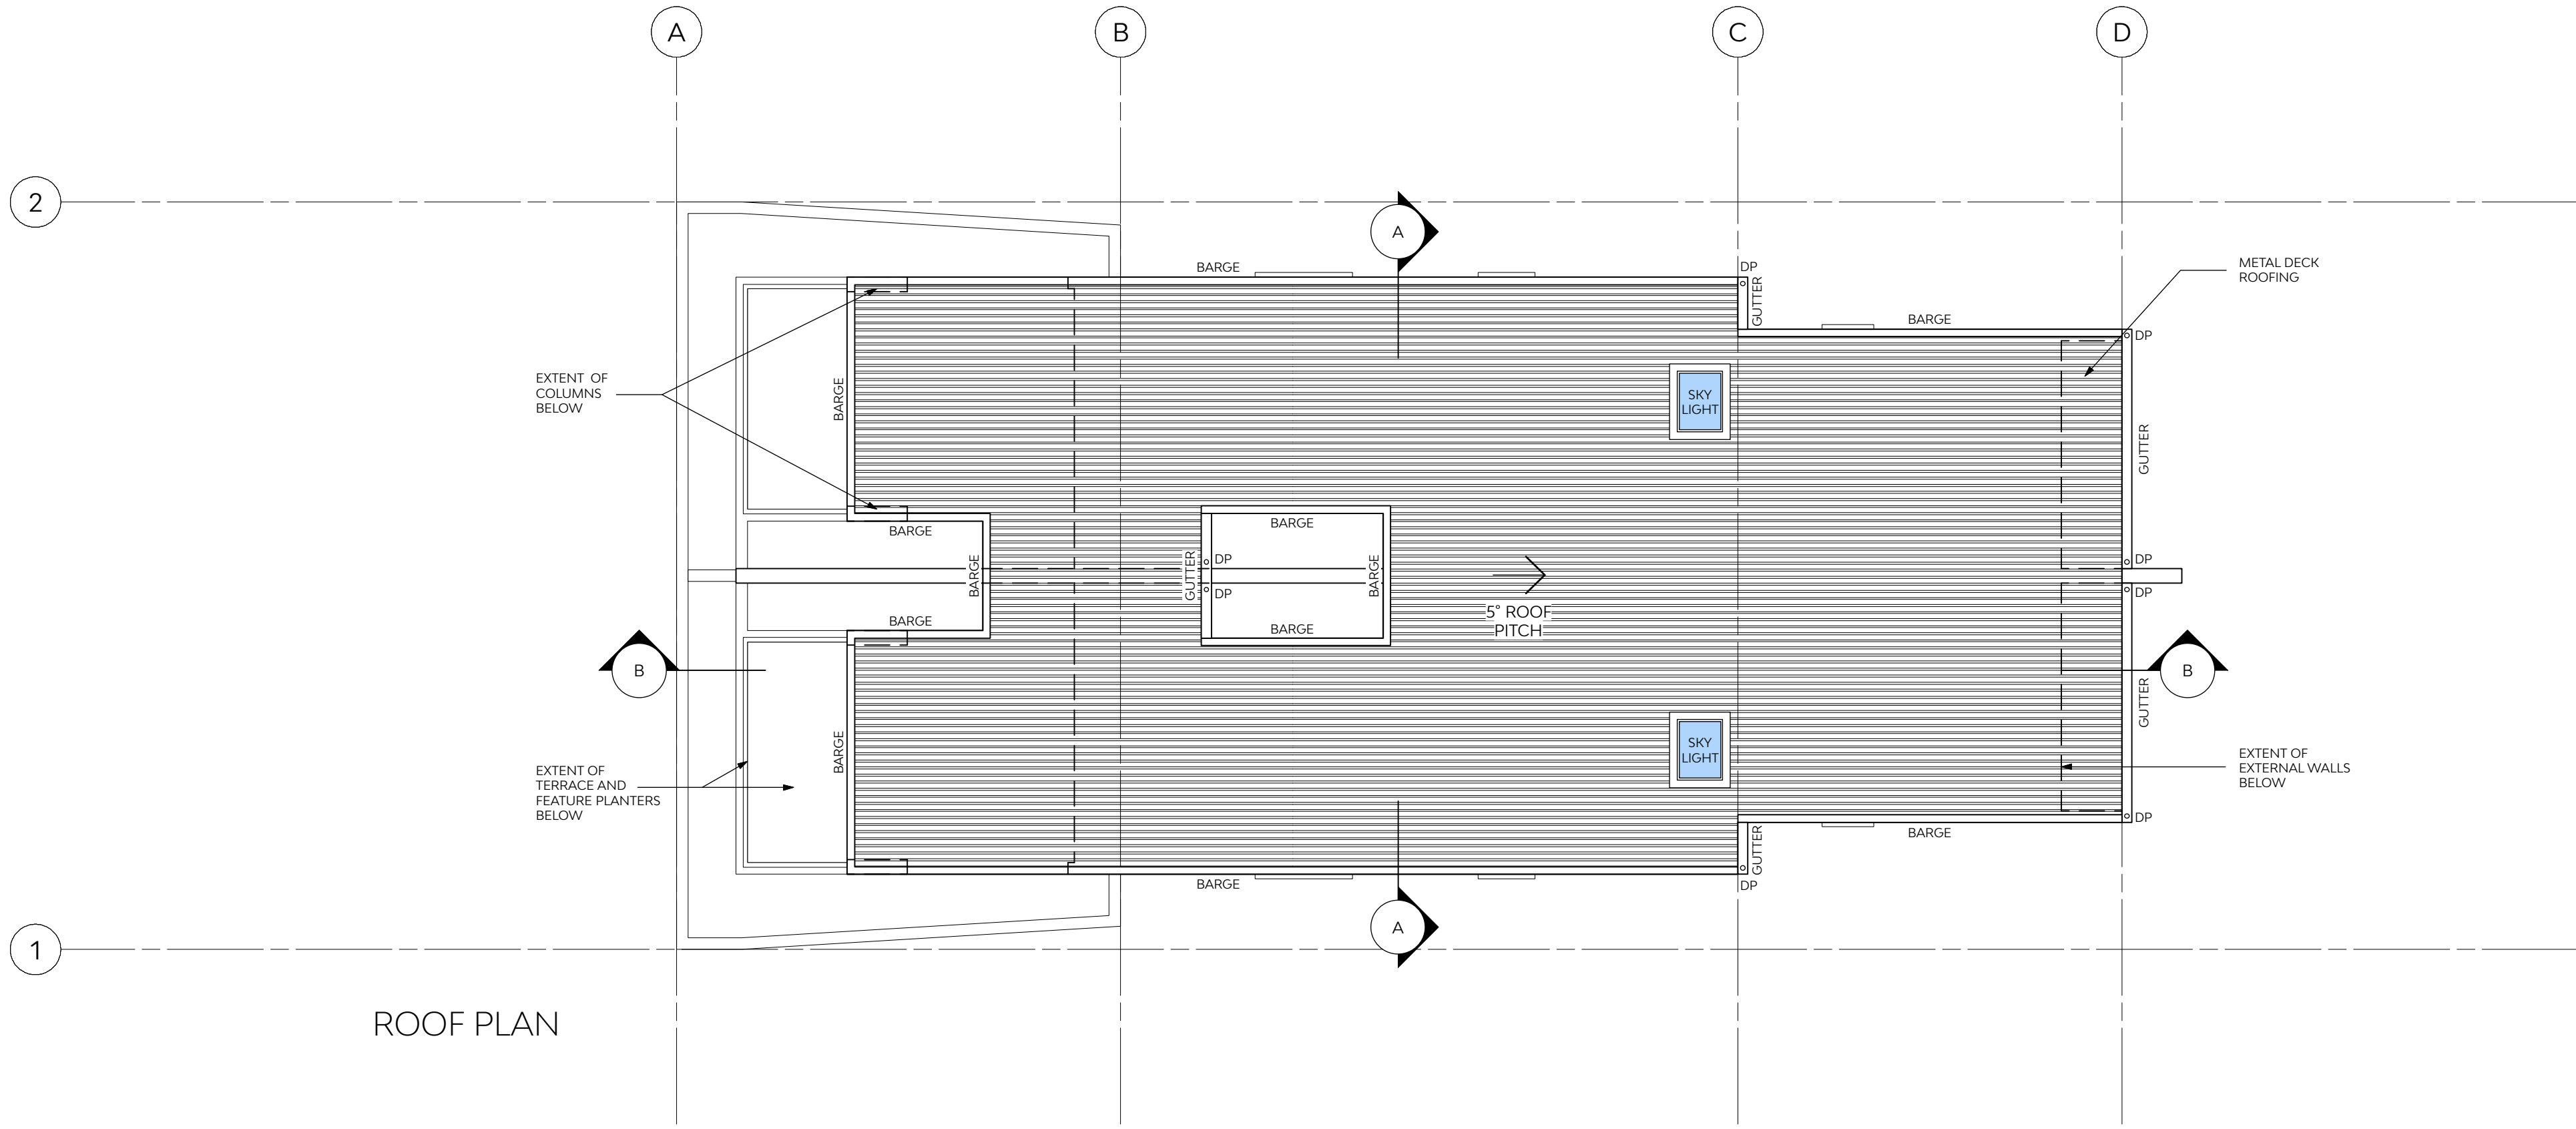 A
B
C
D
2
A
BARGE
DP
GUTTER
METAL DECK
ROOFING
BARGE
DP
EXTENT OF
COLUMNS
BELOW
BARGE
SKY
LIGHT
GUTTER
BARGE
BARGE
BARGE
GUTTER
DP
DP
BARGE
BARGE
BARGE
5° ROOF
PITCH
DP
DP
B
B
GUTTER
BARGE
SKY
LIGHT
EXTENT OF
TERRACE AND
FEATURE PLANTERS
BELOW
EXTENT OF
EXTERNAL WALLS
BELOW
DP
BARGE
GUTTER
BARGE
DP
A
1
ROOF PLAN